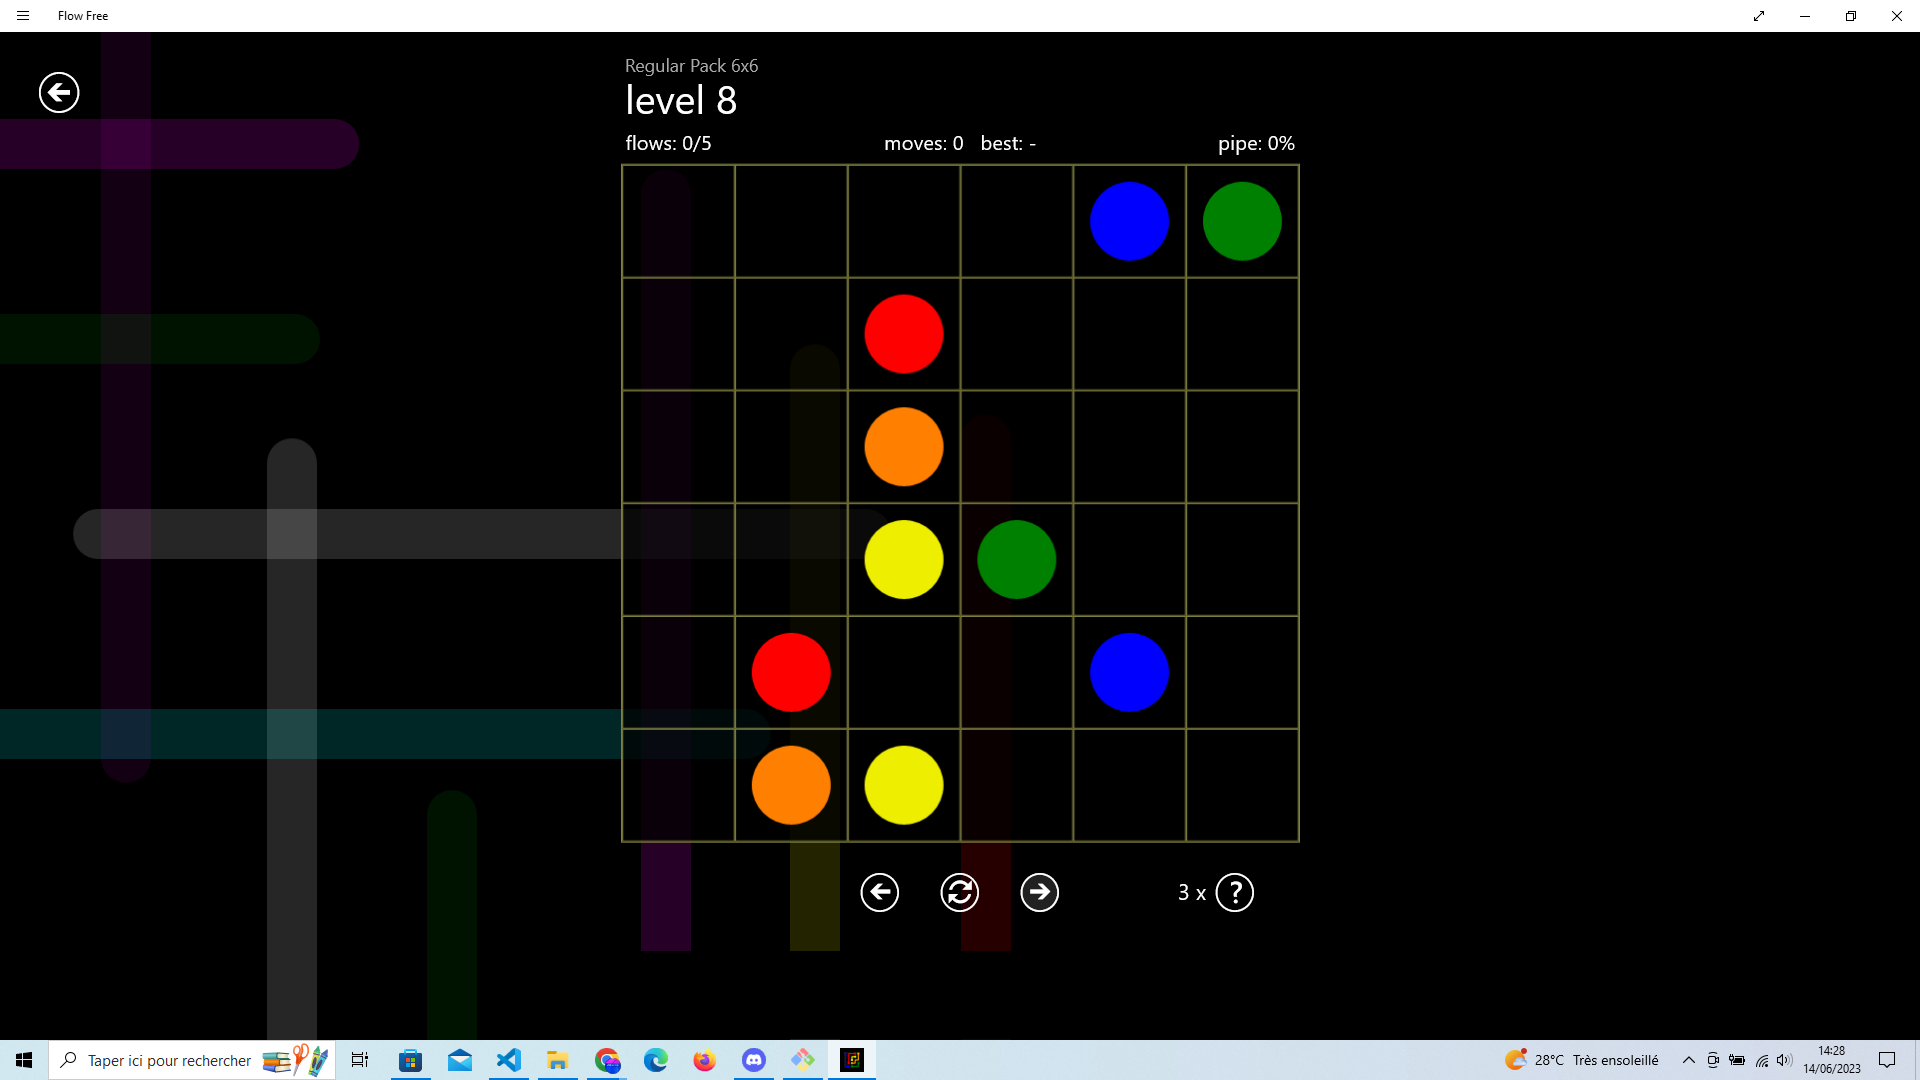 Flow Free
Regular Pack 6x6
level 8
flows: 0/5 moves: 0 best: - pipe: 0%
3 x ?
Taper ici pour rechercher
28°C Très ensoleillé
14:28
14/06/2023